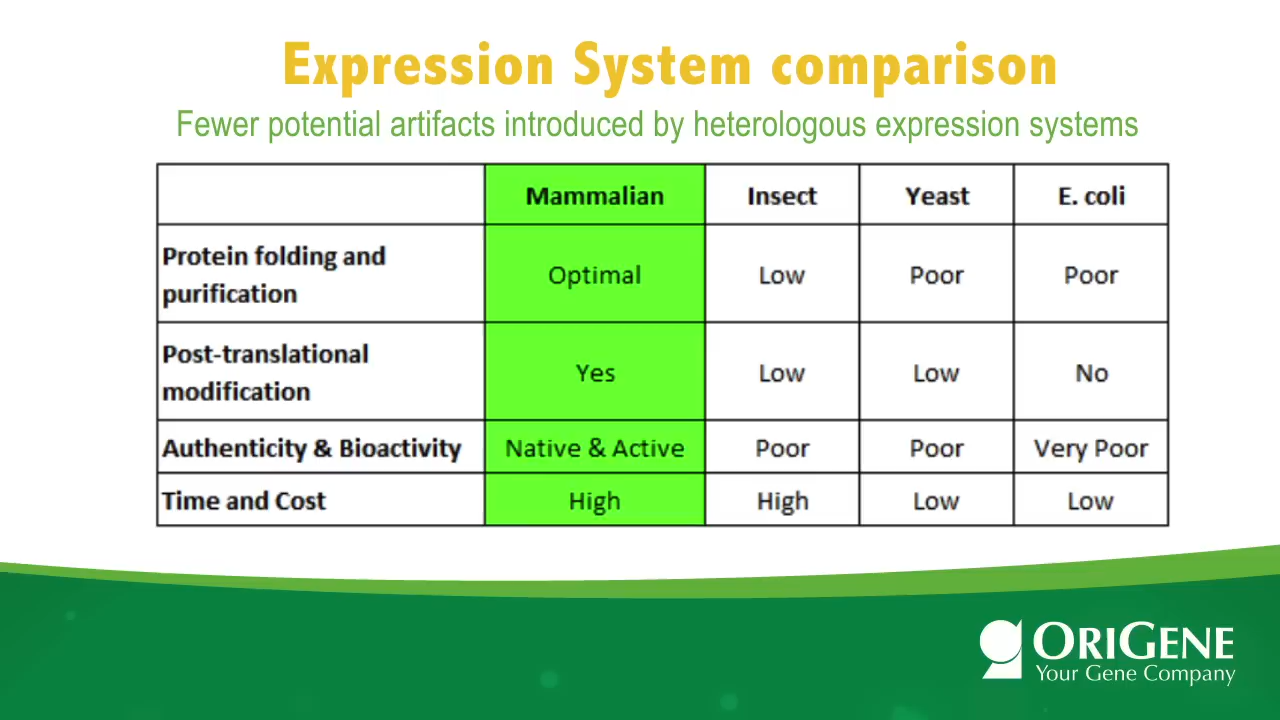 Expression System comparison
Fewer potential artifacts introduced by heterologous expression systems
Mammalian Insect Yeast E. coli
Protein folding and
purification
Optimal Low Poor Poor
Post-translational
modification
Yes Low Low No
Authenticity & Bioactivity Native & Active Poor Poor Very Poor
Time and Cost High High Low Low
ORIGENE
Your Gene Company